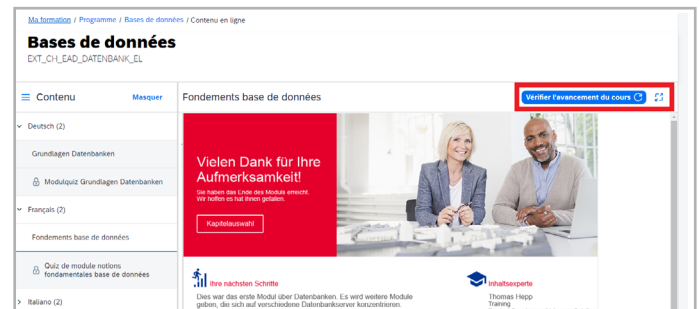 Ma formation / Programme / Bases de données / Contenu en ligne
Bases de données
EXT_CH_EAD_DATENBANK_EL
Contenu Masquer
Fondements base de données
Vérifier l'avancement du cours
Deutsch (2)
Grundlagen Datenbanken
Modulquiz Grundlagen Datenbanken
Français (2)
Fondements base de données
Quiz de module notions
fondamentales base de données
Italiano (2)
Vielen Dank für Ihre
Aufmerksamkeit!
Sie haben das Ende des Moduls erreicht.
Wir hoffen es hat Ihnen gefallen.
Kapitelauswahl
Ihre nächsten Schritte
Dies war das erste Modul über Datenbanken. Es wird weitere Module
geben, die sich auf verschiedene Datenbankserver konzentrieren.
Inhaltsexperte
Thomas Hepp
Training